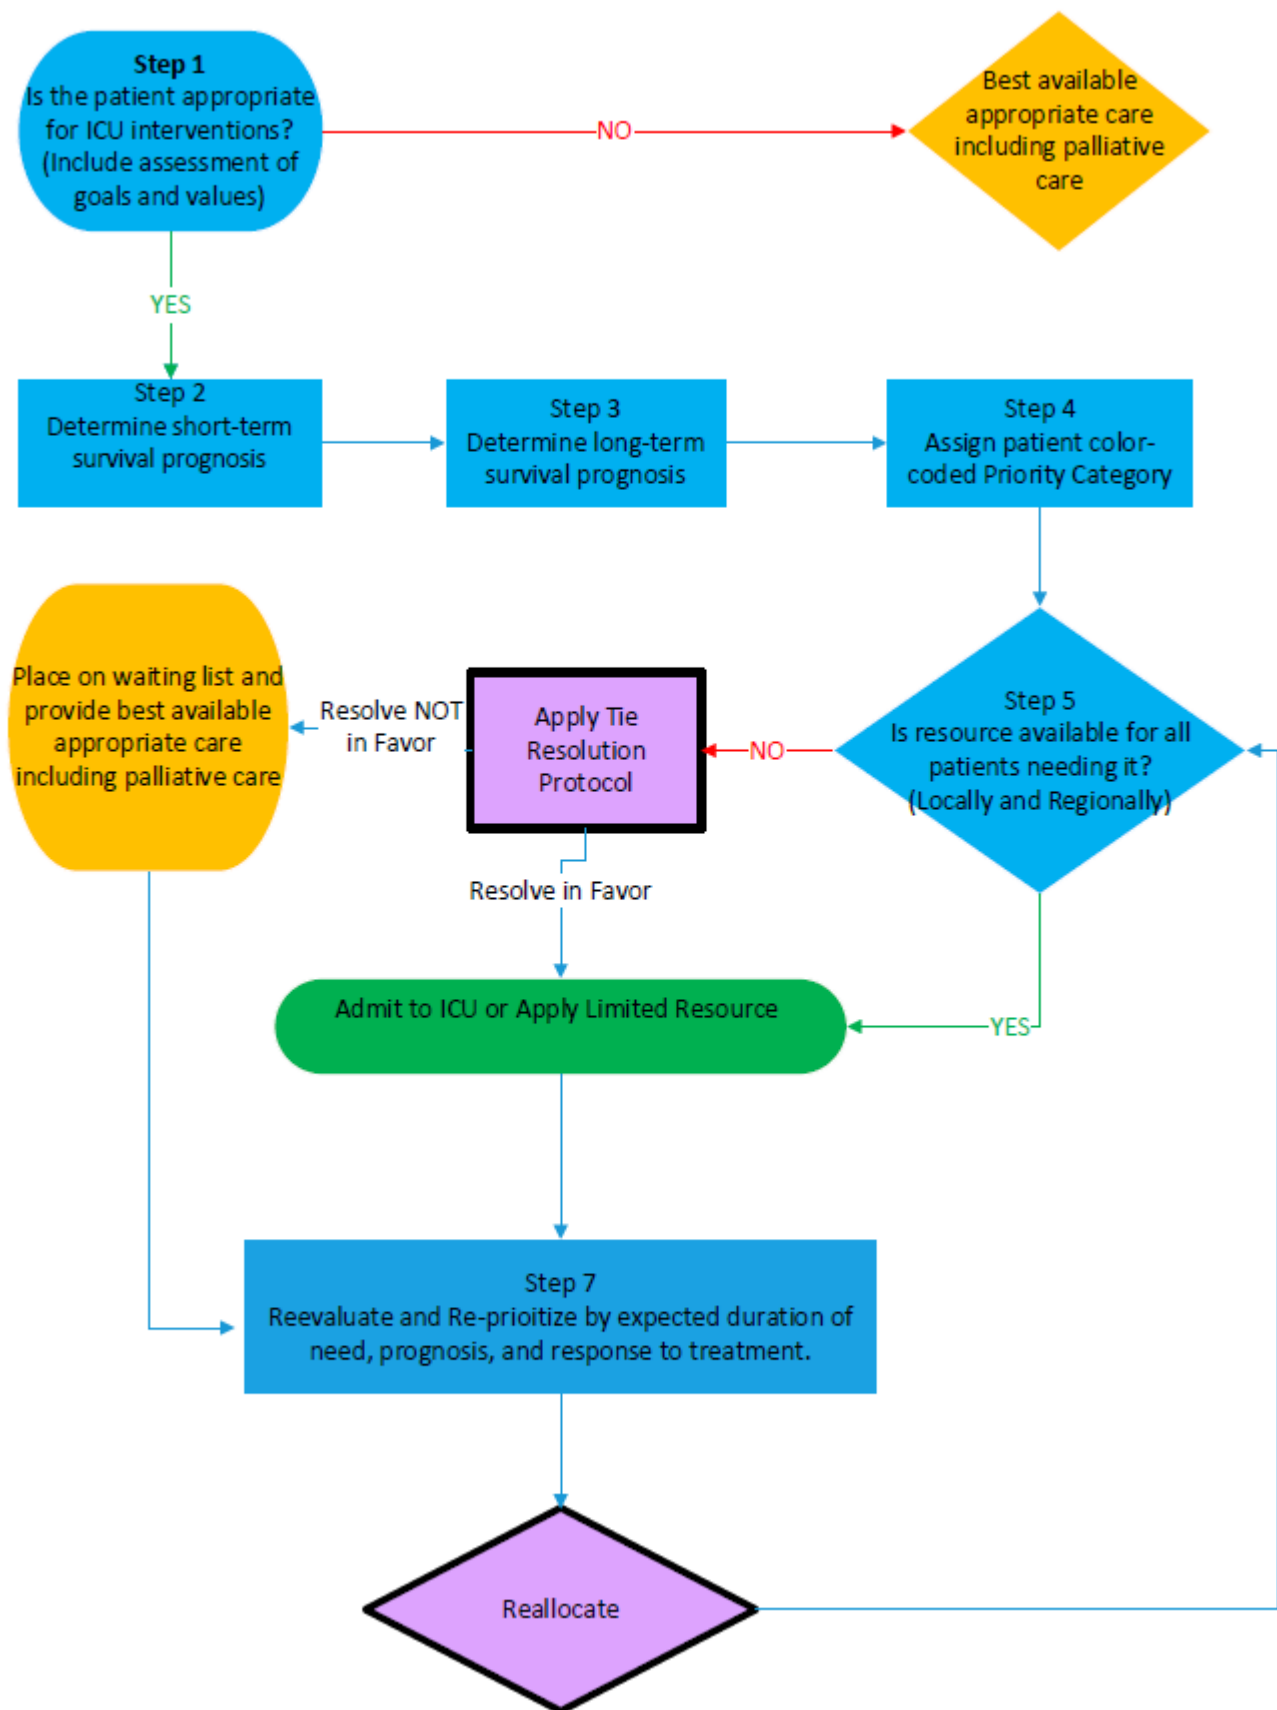 Step 1
Is the patient appropriate
for ICU interventions?
(Include assessment of
goals and values)
NO
Best available
appropriate care
including palliative
care
YES
Step 2
Determine short-term
survival prognosis
Step 3
Determine long-term
survival prognosis
Step 4
Assign patient color-
coded Priority Category
Place on waiting list and
provide best available
appropriate care
including palliative care
Resolve NOT
in Favor
Apply Tie
Resolution
Protocol
NO
Step 5
Is resource available for all
patients needing it?
(Locally and Regionally)
Resolve in Favor
Admit to ICU or Apply Limited Resource
YES
Step 7
Reevaluate and Re-prioitize by expected duration of
need, prognosis, and response to treatment.
Reallocate